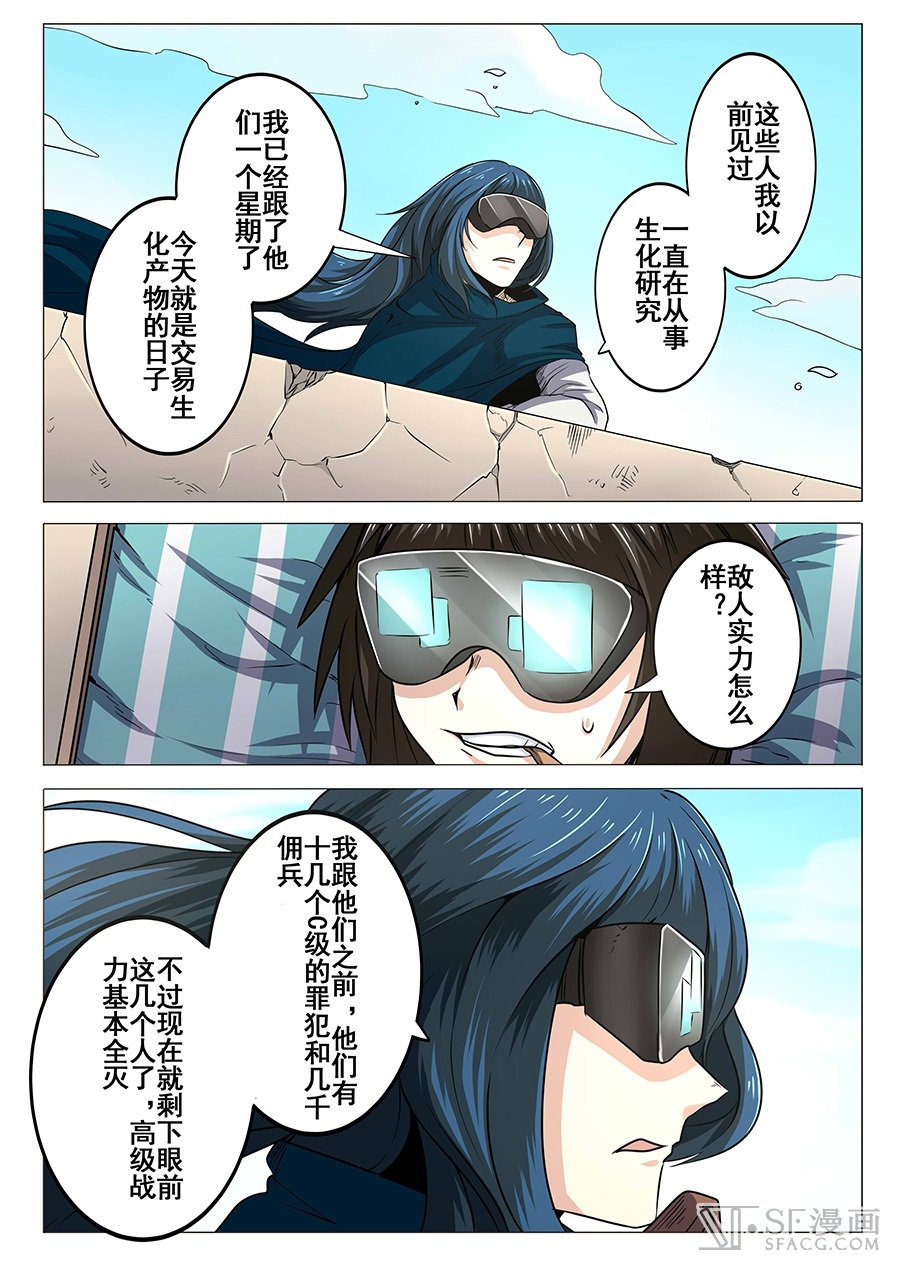 这些人我以
前见过
一直在从事
生化研究
我已经跟了他
们一个星期了
今天就是交易生
化产物的日子
敌人实力怎么
样?
我跟他们之前,他们有
十几个C级的罪犯和几千
佣兵
不过现在就剩下眼前
这几个人了,高级战
力基本全灭
SF漫画
SFACG.COM